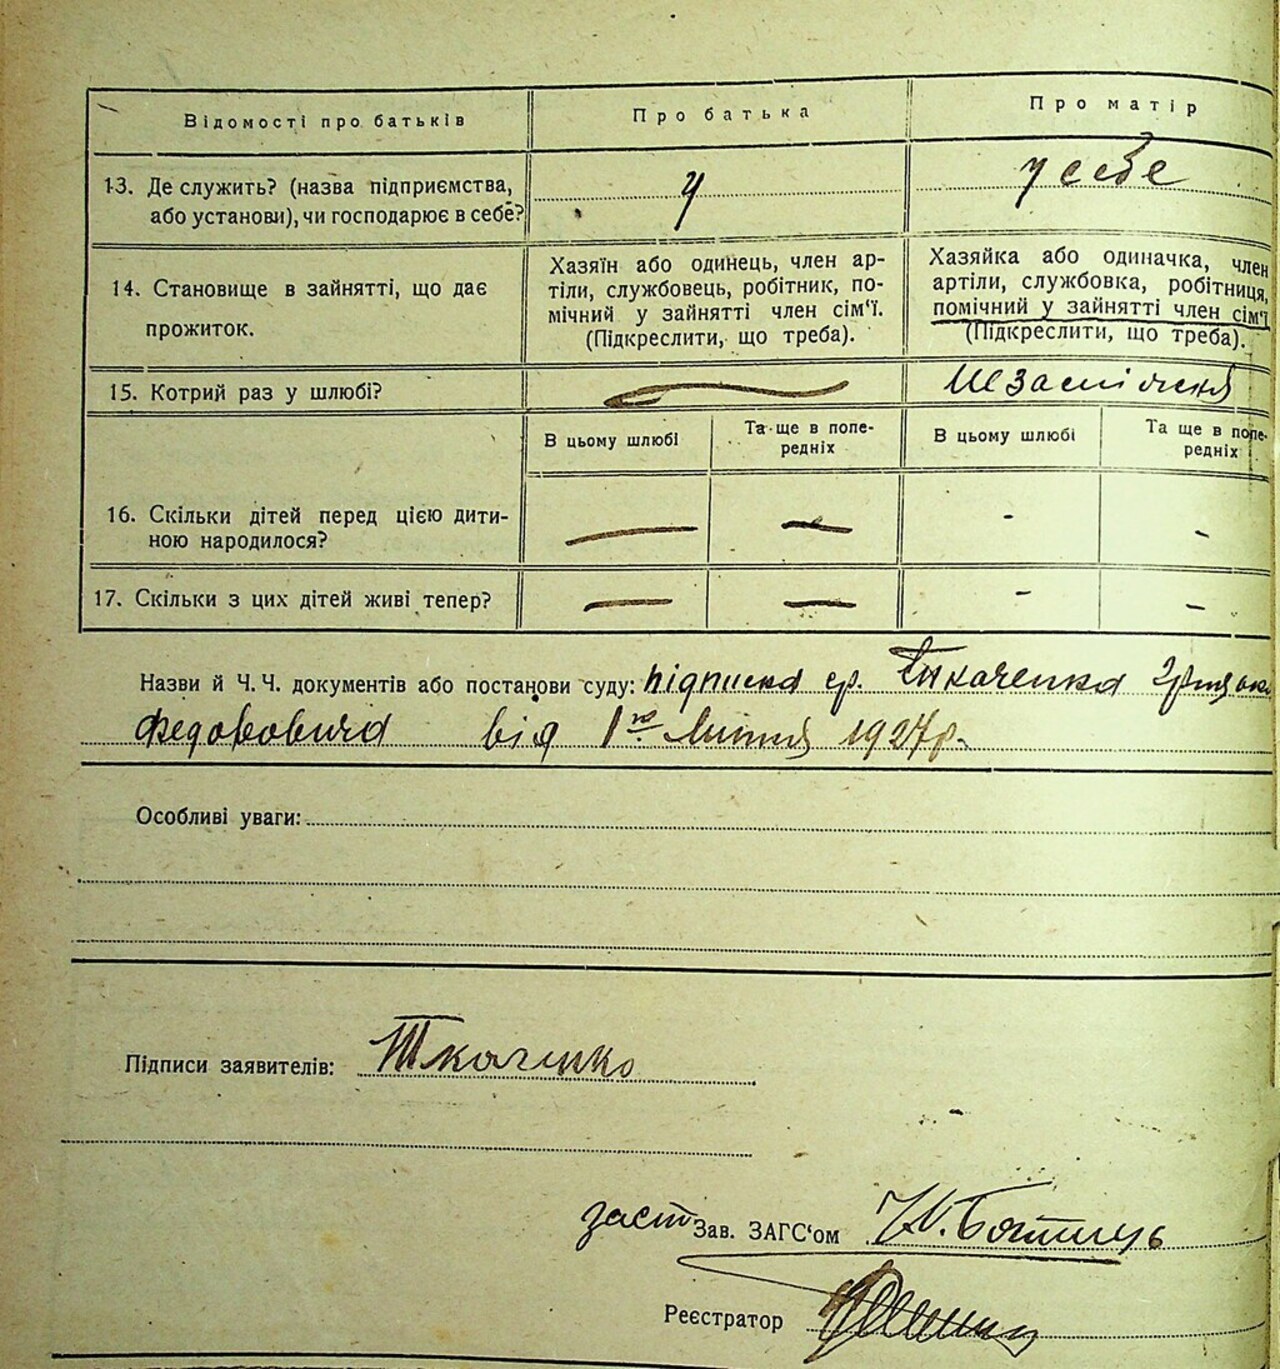 Відомості про батьків Про батька Про матір
13. Де служить? (назва підприємства, або установи), чи господарює в себе? у у себе
14. Становище в зайнятті, що дає прожиток.
Хазяїн або одинець, член ар-
тіли, службовець, робітник, по-
мічний у зайнятті член сім'ї.
(Підкреслити, що треба).
Хазяйка або одиначка, член
артіли, службовка, робітниця,
помічний у зайнятті член сім'ї
(Підкреслити, що треба).
15. Котрий раз у шлюбі?
В цьому шлюбі Та ще в попе-
редніх
В цьому шлюбі Та ще в попе-
редніх
16. Скільки дітей перед цією дити-
ною народилося? — — - -
17. Скільки з цих дітей живі тепер? — — - -
Назви й Ч. Ч. документів або постанови суду: підписка гр. Ткаченка
Федоровича від 1го Липня 1927р.
Особливі уваги:
Підписи заявителів: Ткаченко
заст Зав. ЗАГС'ом
Реєстратор